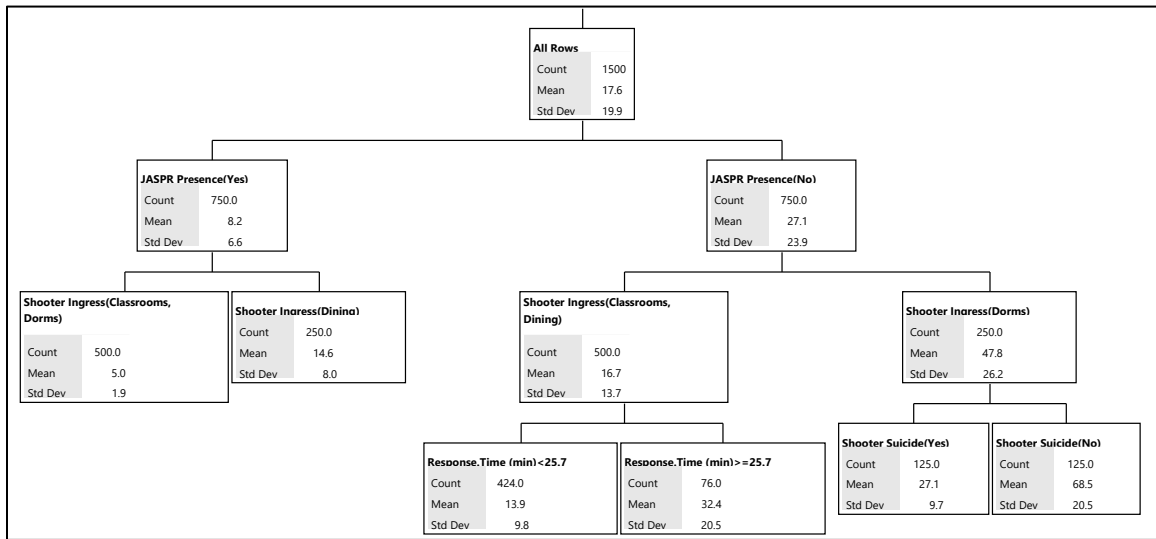 All Rows
Count 1500
Mean 17.6
Std Dev 19.9
JASPR Presence(Yes)
Count 750.0
Mean 8.2
Std Dev 6.6
JASPR Presence(No)
Count 750.0
Mean 27.1
Std Dev 23.9
Shooter Ingress(Classrooms,
Dorms)
Count 500.0
Mean 5.0
Std Dev 1.9
Shooter Ingress(Dining)
Count 250.0
Mean 14.6
Std Dev 8.0
Shooter Ingress(Classrooms,
Dining)
Count 500.0
Mean 16.7
Std Dev 13.7
Shooter Ingress(Dorms)
Count 250.0
Mean 47.8
Std Dev 26.2
Response.Time (min)<25.7
Count 424.0
Mean 13.9
Std Dev 9.8
Response.Time (min)>=25.7
Count 76.0
Mean 32.4
Std Dev 20.5
Shooter Suicide(Yes)
Count 125.0
Mean 27.1
Std Dev 9.7
Shooter Suicide(No)
Count 125.0
Mean 68.5
Std Dev 20.5